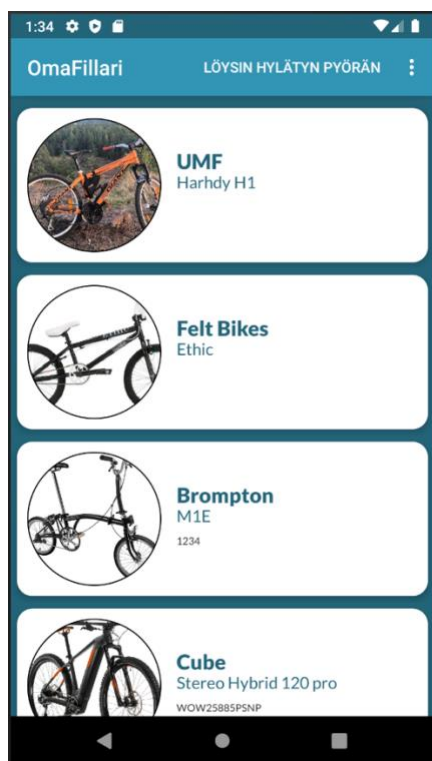 1:34
OmaFillari
LÖYSIN HYLÄTYN PYÖRÄN
UMF
Harhdy H1
Felt Bikes
Ethic
Brompton
M1E
1234
Cube
Stereo Hybrid 120 pro
WOW25885PSNP